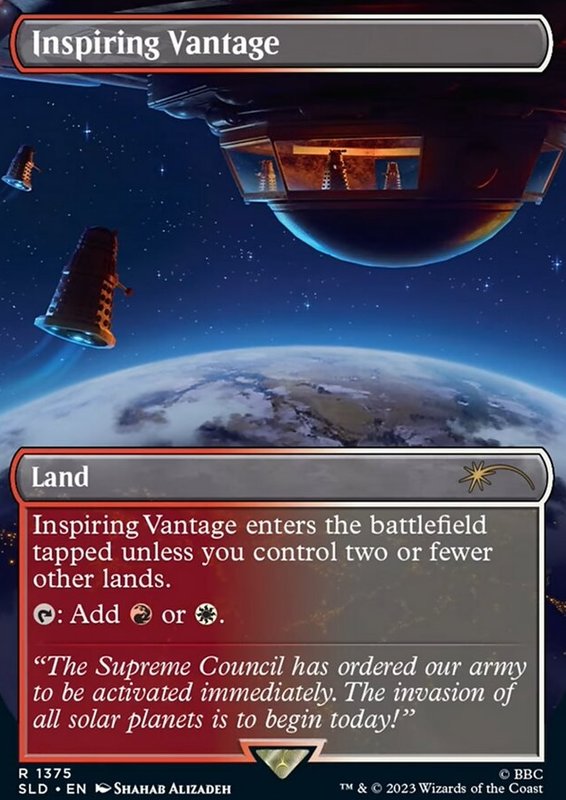 Inspiring Vantage
Land
Inspiring Vantage enters the battlefield
tapped unless you control two or fewer
other lands.
: Add or .
“The Supreme Council has ordered our army
to be activated immediately. The invasion of
all solar planets is to begin today!”
R 1375
© BBC
SLD • EN Shahab Alizadeh
™ & © 2023 Wizards of the Coast